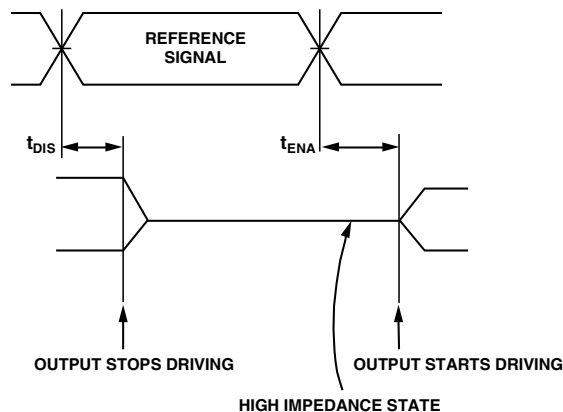 REFERENCE
SIGNAL
tDIS
tENA
OUTPUT STOPS DRIVING
OUTPUT STARTS DRIVING
HIGH IMPEDANCE STATE